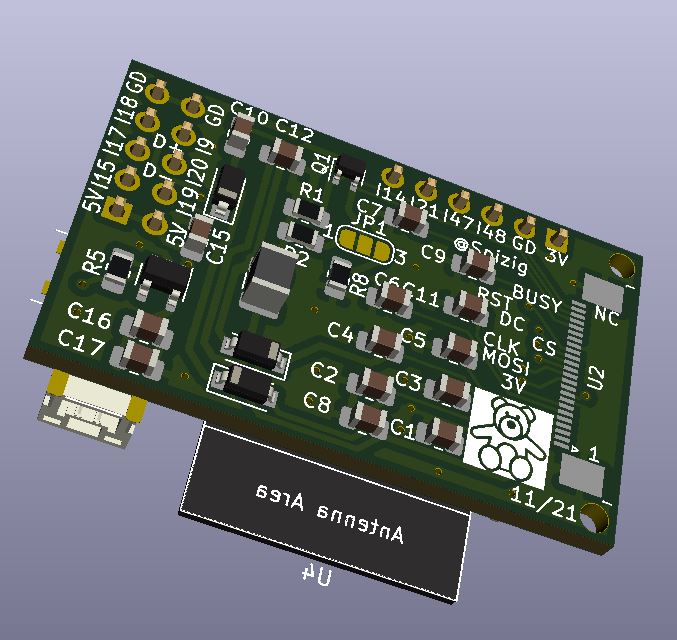 GD
I18
I17
I15
5V
GD
D+
I9
D-
I20
I19
5V
C10
C12
Q1
R1
C7
JP1
1
3
R2
R8
C15
R5
C16
C17
I14
I21
I47
I48
GD
3V
@Spizig
C9
C6
C11
RST
BUSY
DC
CLK
CS
MOSI
3V
C4
C5
C2
C3
C8
C1
NC
U2
1
11/21
Antenna Area
U4